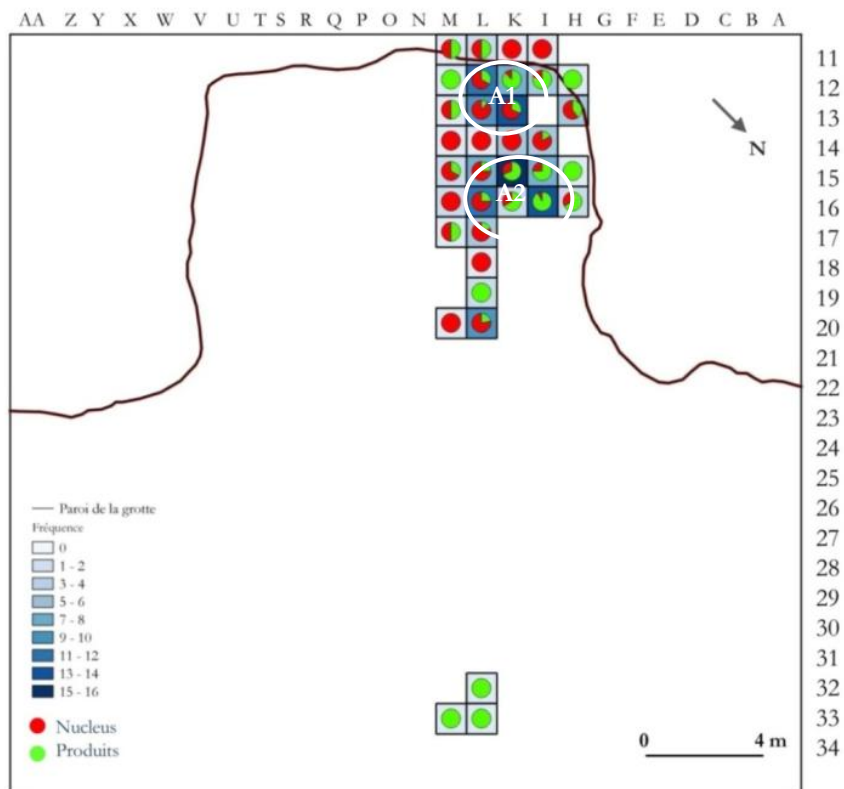 AA Z Y X W V U T S R Q P O N M L K I H G F E D C B A
11
A1
12
13
N
14
15
A2
16
17
18
19
20
21
22
23
24
25
26
Paroi de la grotte
Fréquence
27
0
1 - 2
28
3 - 4
5 - 6
29
7 - 8
9 - 10
30
11 - 12
13 - 14
31
15 - 16
32
Nucleus
33
Produits
0 4 m
34